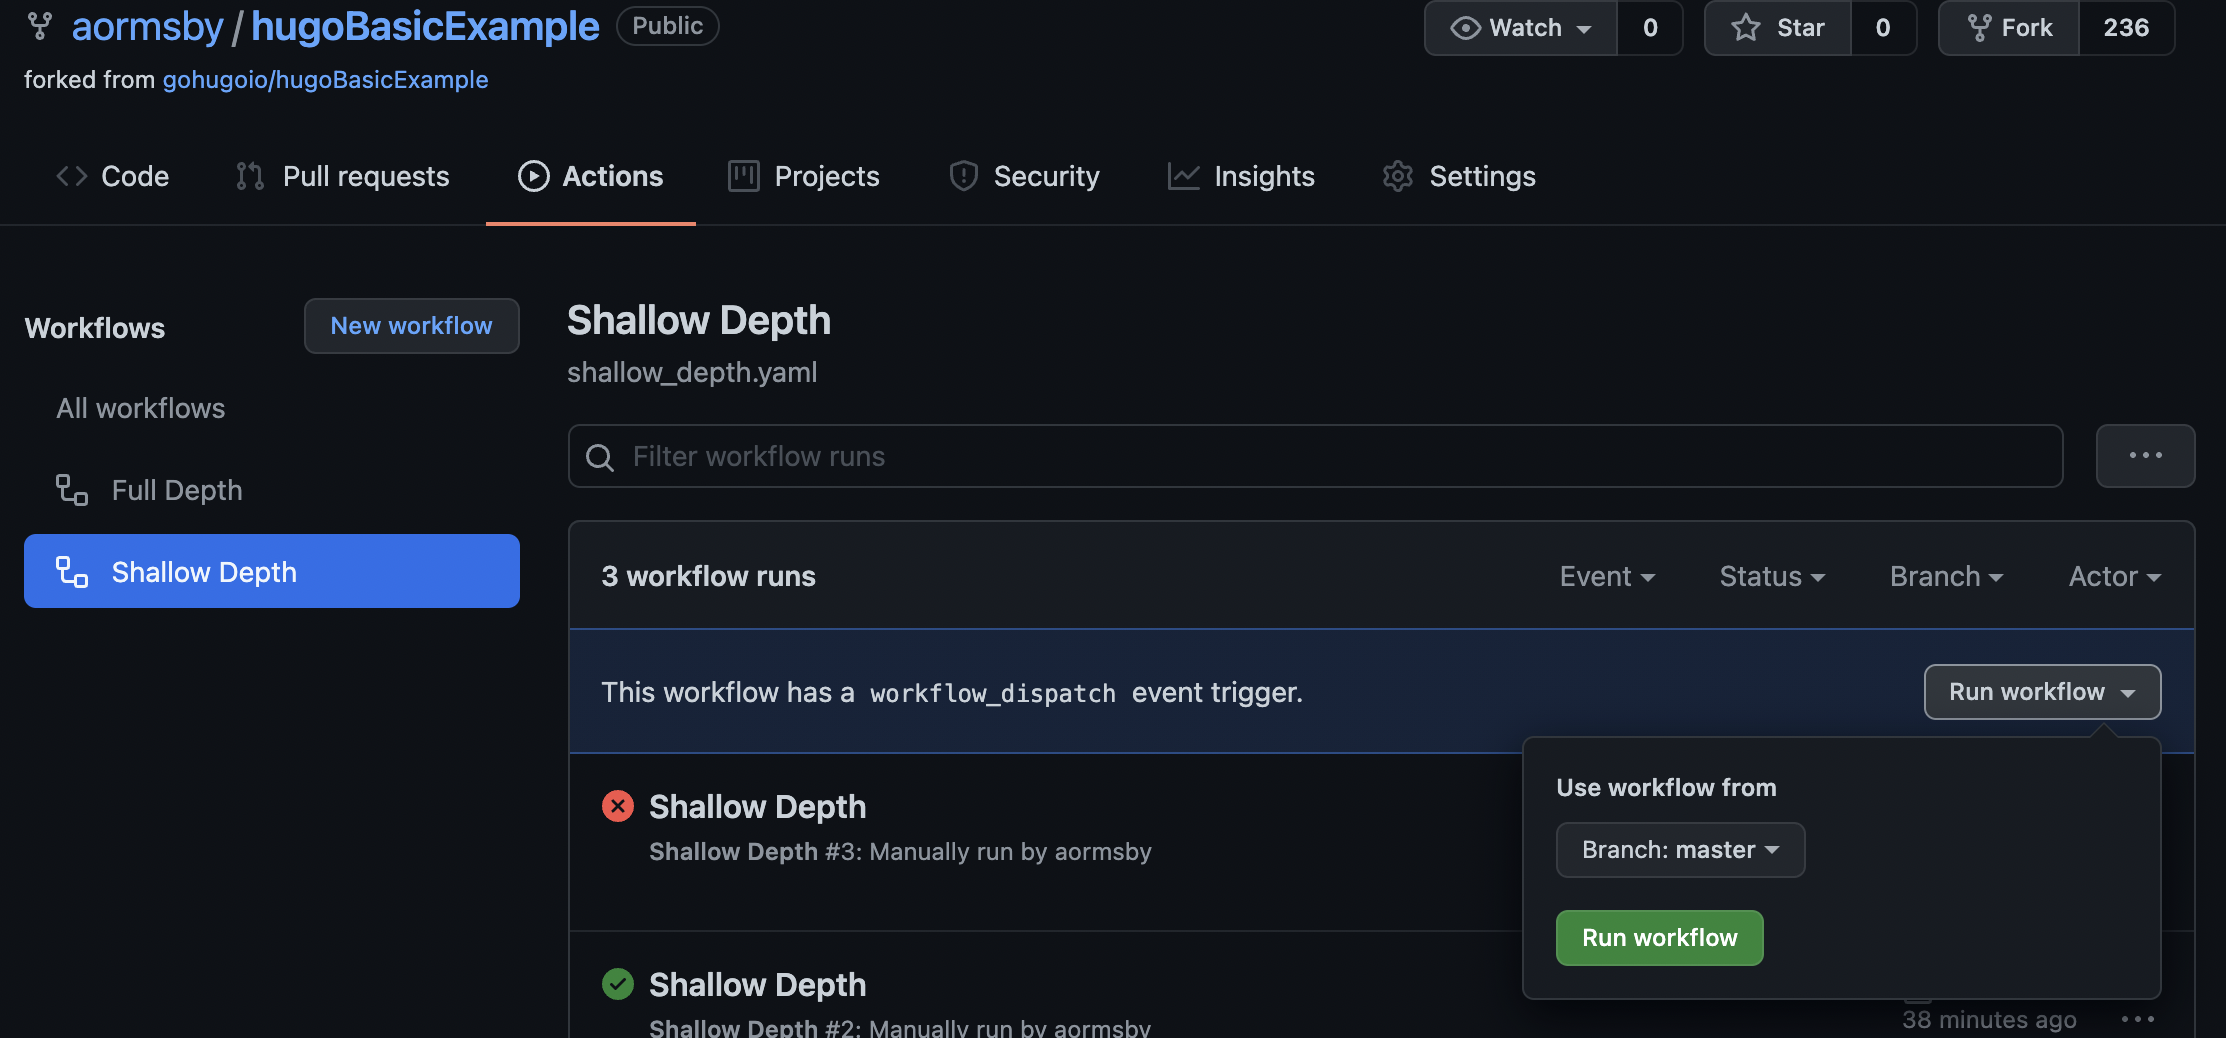 aormsby / hugoBasicExample Public Watch 0 Star 0 Fork 236
forked from gohugoio/hugoBasicExample
Code Pull requests Actions Projects Security Insights Settings
Workflows New workflow
All workflows
Full Depth
Shallow Depth
Shallow Depth
shallow_depth.yaml
Filter workflow runs ...
3 workflow runs Event Status Branch Actor
This workflow has a workflow_dispatch event trigger. Run workflow
Use workflow from
Branch: master
Run workflow
Shallow Depth
Shallow Depth #3: Manually run by aormsby
Shallow Depth
Shallow Depth #2: Manually run by aormsby
38 minutes ago ...